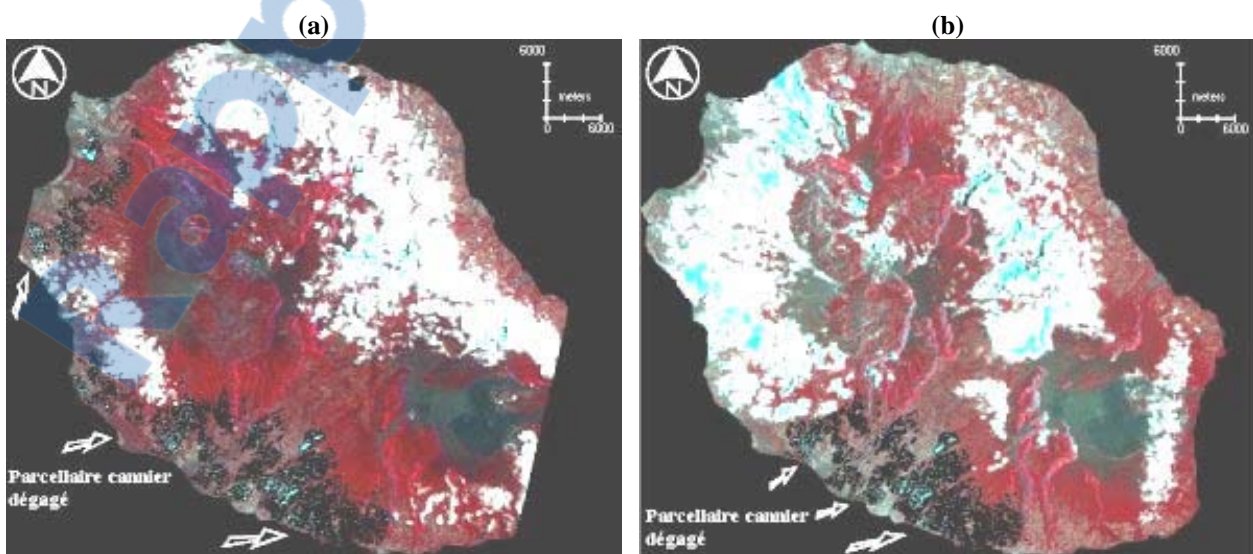 (a)
(b)
N
6000
meters
0 6000
Parcellaire cannier
dégagé
N
6000
meters
0 6000
Parcellaire cannier
dégagé